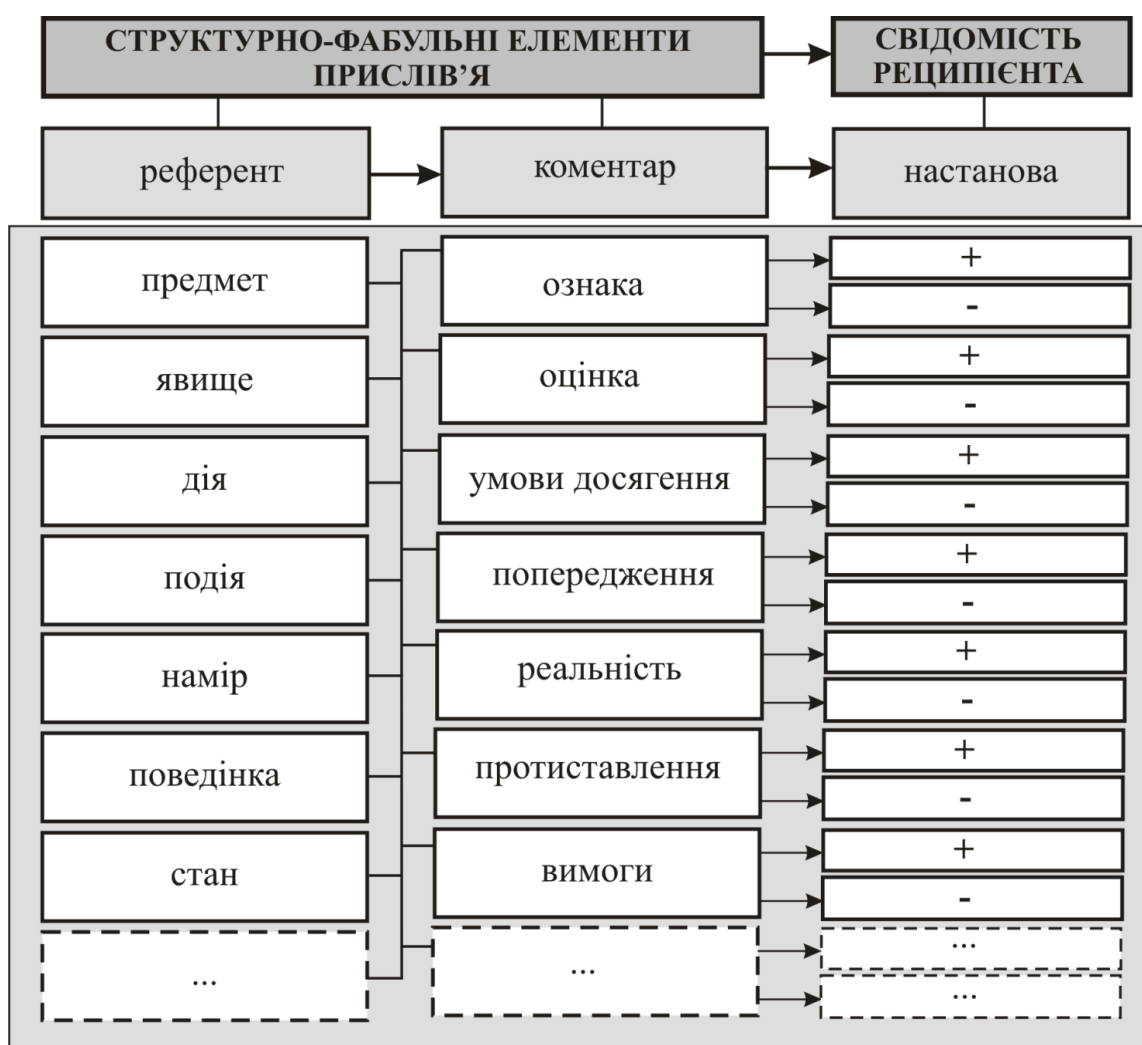 СТРУКТУРНО-ФАБУЛЬНІ ЕЛЕМЕНТИ
ПРИСЛІВ’Я
СВІДОМІСТЬ
РЕЦИПІЄНТА
референт
коментар
настанова
предмет
ознака
+
-
явище
оцінка
+
-
дія
умови досягення
+
-
подія
попередження
+
-
намір
реальність
+
-
поведінка
протиставлення
+
-
стан
вимоги
+
-
...
...
...
...